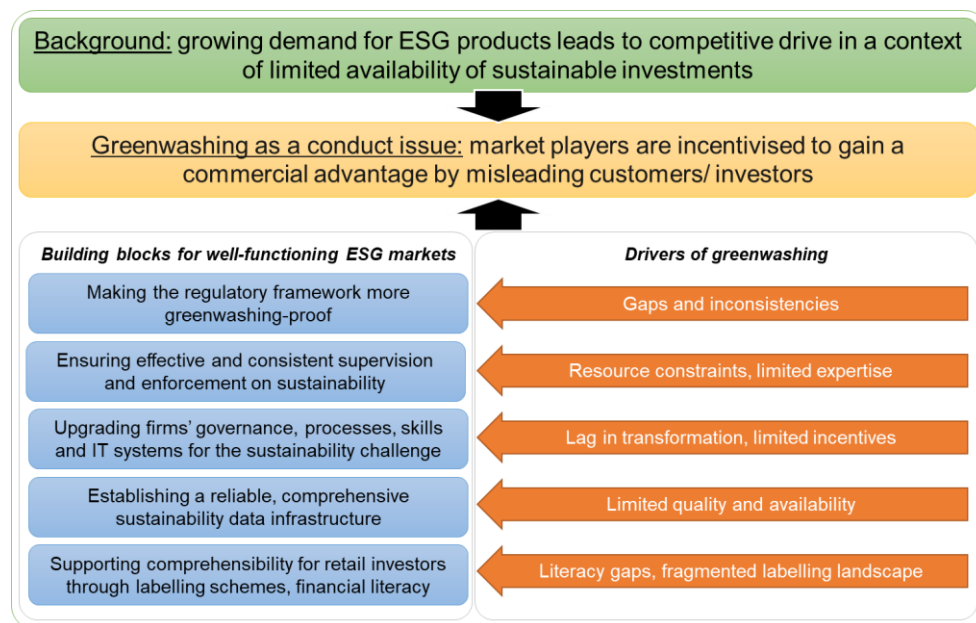 Background: growing demand for ESG products leads to competitive drive in a context
of limited availability of sustainable investments
Greenwashing as a conduct issue: market players are incentivised to gain a
commercial advantage by misleading customers/ investors
Building blocks for well-functioning ESG markets
Drivers of greenwashing
Making the regulatory framework more
greenwashing-proof
Gaps and inconsistencies
Ensuring effective and consistent supervision
and enforcement on sustainability
Resource constraints, limited expertise
Upgrading firms' governance, processes, skills
and IT systems for the sustainability challenge
Lag in transformation, limited incentives
Establishing a reliable, comprehensive
sustainability data infrastructure
Limited quality and availability
Supporting comprehensibility for retail investors
through labelling schemes, financial literacy
Literacy gaps, fragmented labelling landscape